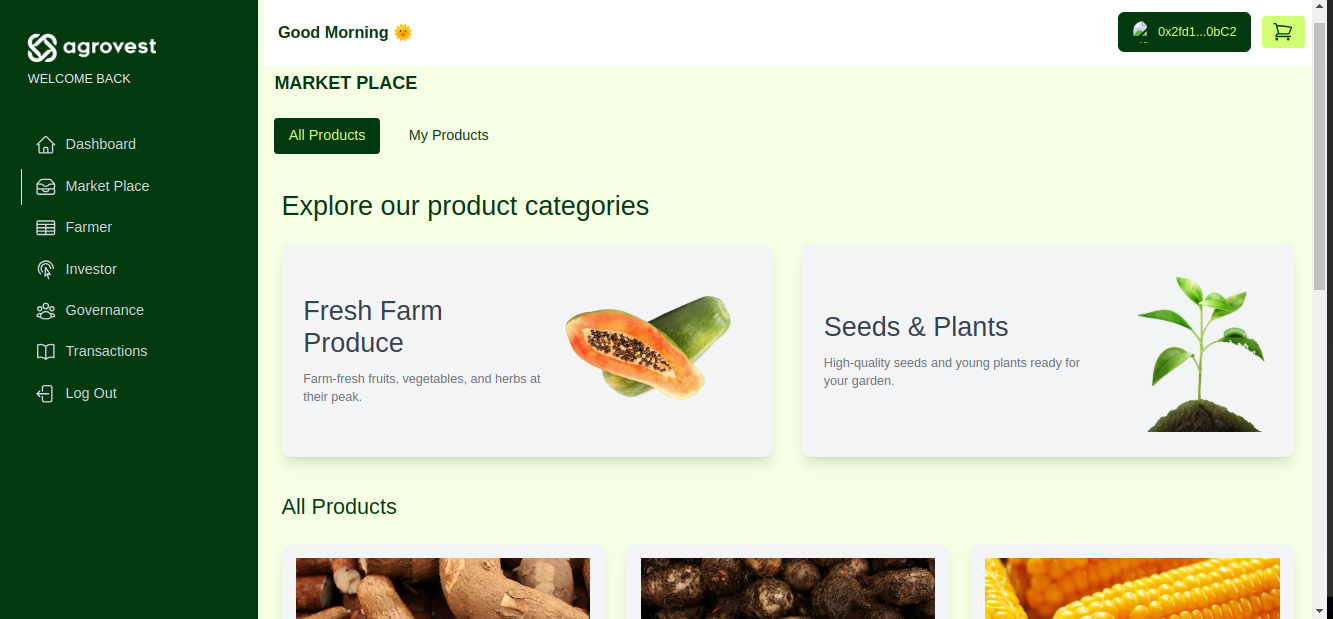 agrovest
WELCOME BACK
Dashboard
Market Place
Farmer
Investor
Governance
Transactions
Log Out
Good Morning 🌞
0x2fd1...0bC2
MARKET PLACE
All Products
My Products
Explore our product categories
Fresh Farm
Produce
Farm-fresh fruits, vegetables, and herbs at
their peak.
Seeds & Plants
High-quality seeds and young plants ready for
your garden.
All Products